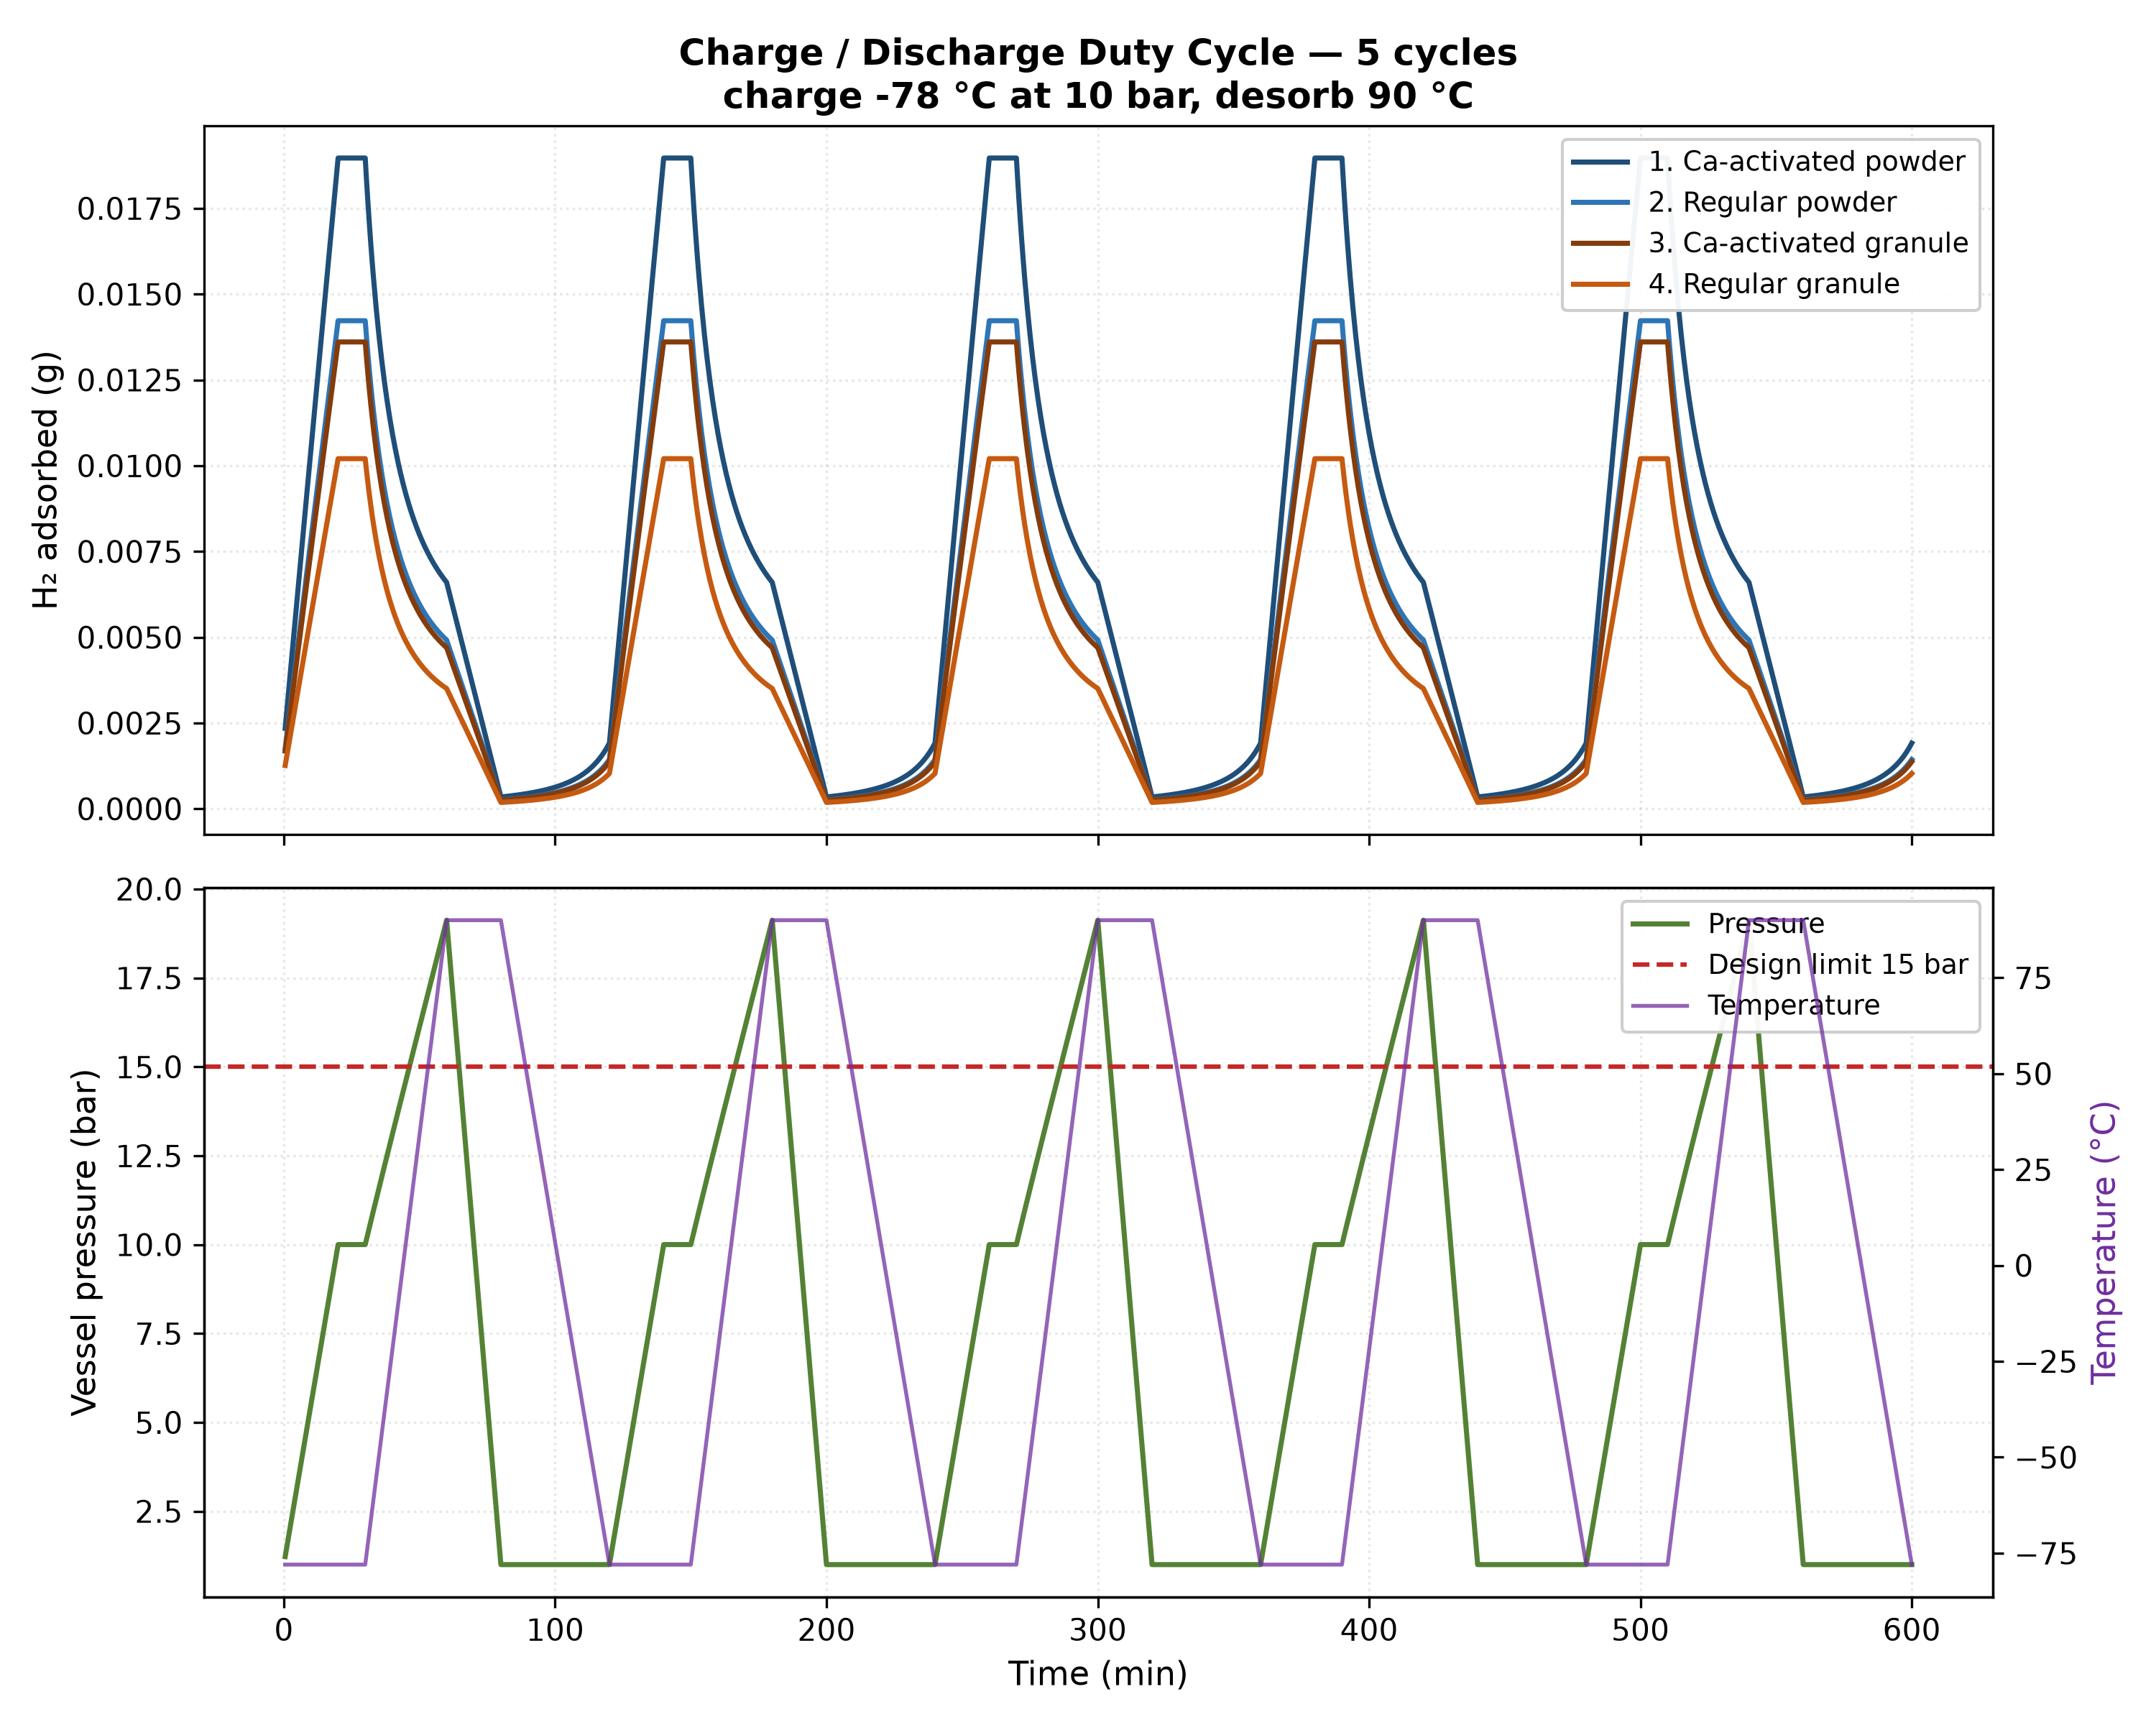 Charge / Discharge Duty Cycle — 5 cycles
charge -78 °C at 10 bar, desorb 90 °C
H₂ adsorbed (g)
0.0175
0.0150
0.0125
0.0100
0.0075
0.0050
0.0025
0.0000
1. Ca-activated powder
2. Regular powder
3. Ca-activated granule
4. Regular granule
Vessel pressure (bar)
20.0
17.5
15.0
12.5
10.0
7.5
5.0
2.5
Pressure
Design limit 15 bar
Temperature
75
50
25
0
−25
−50
−75
Temperature (°C)
0
100
200
300
400
500
600
Time (min)